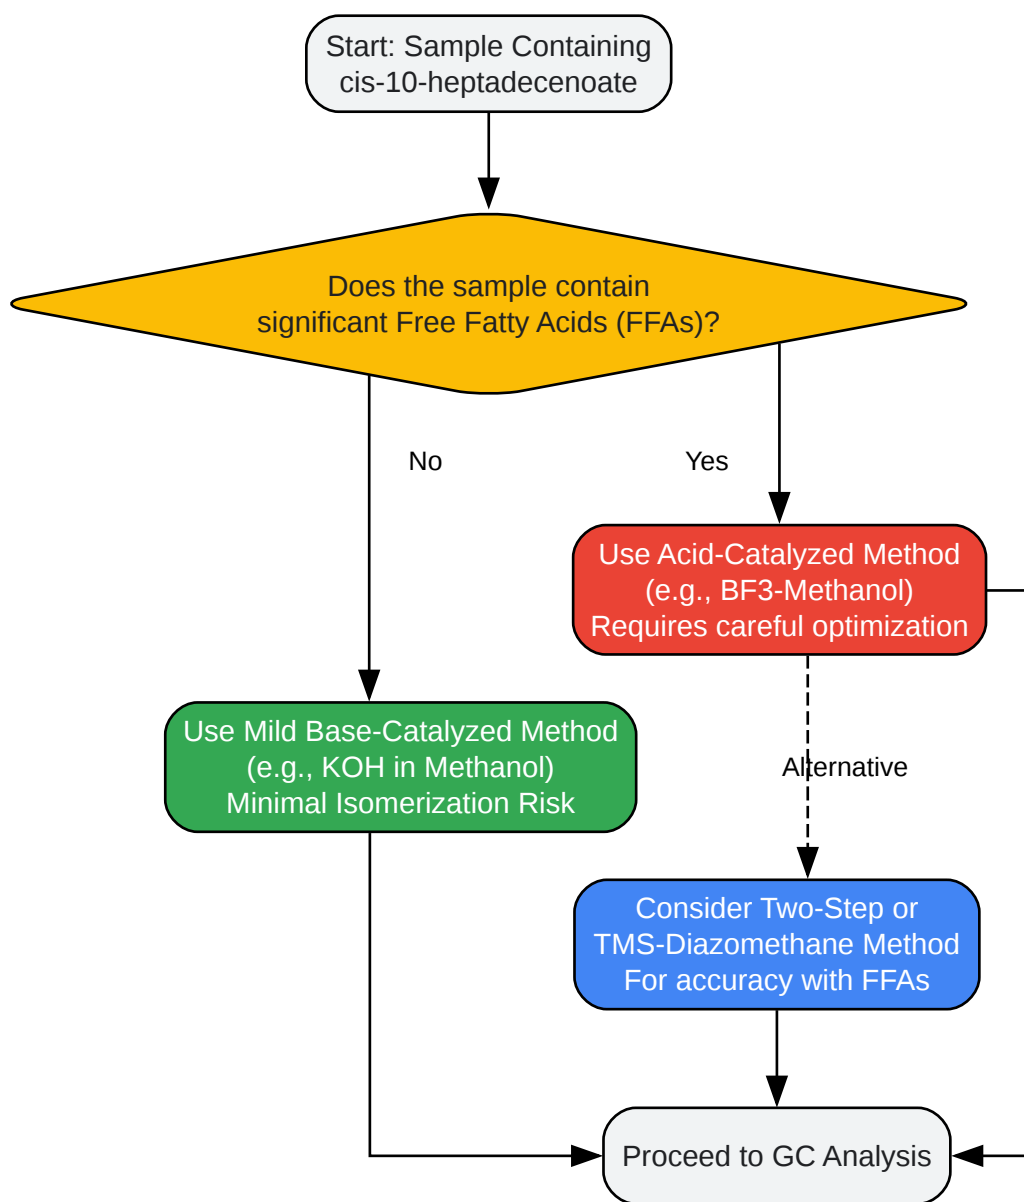 Start: Sample Containing
cis-10-heptadecenoate
Does the sample contain
significant Free Fatty Acids (FFAs)?
No
Yes
Use Acid-Catalyzed Method
(e.g., BF3-Methanol)
Requires careful optimization
Use Mild Base-Catalyzed Method
(e.g., KOH in Methanol)
Minimal Isomerization Risk
Alternative
Consider Two-Step or
TMS-Diazomethane Method
For accuracy with FFAs
Proceed to GC Analysis